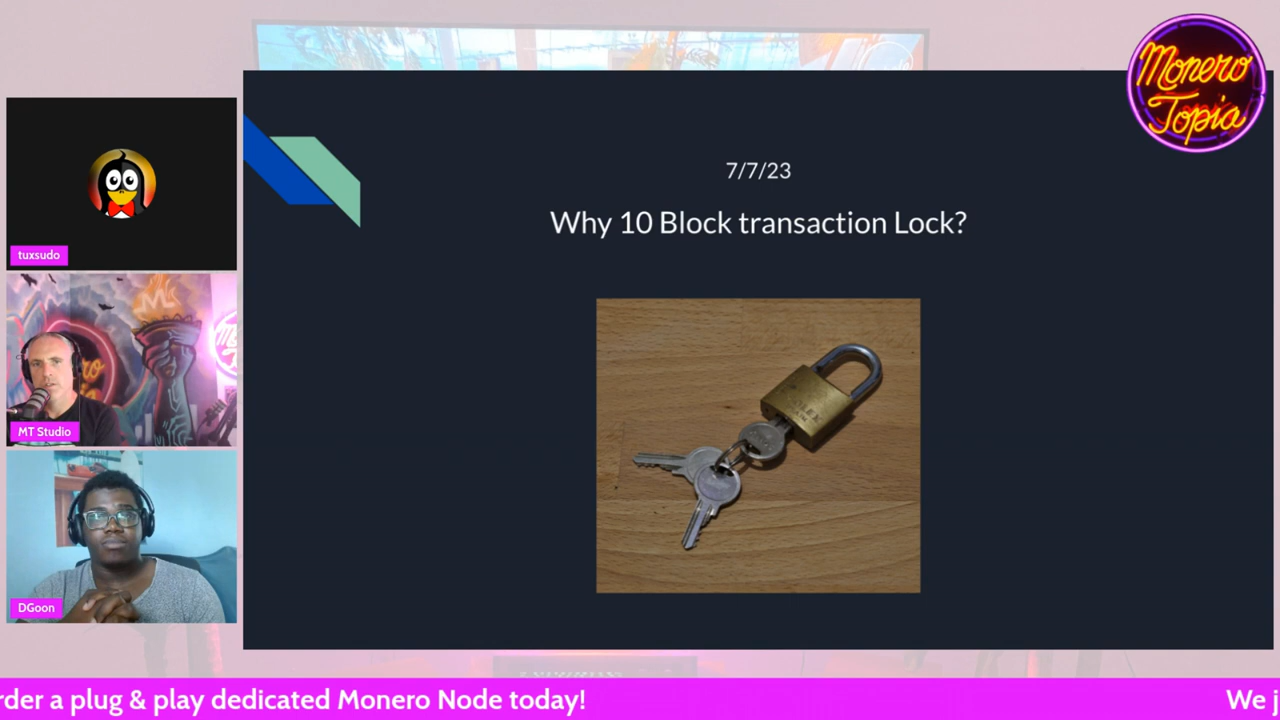 Monero
Topia
7/7/23
Why 10 Block transaction Lock?
tuxsudo
MT Studio
DGoon
rder a plug & play dedicated Monero Node today!
We j